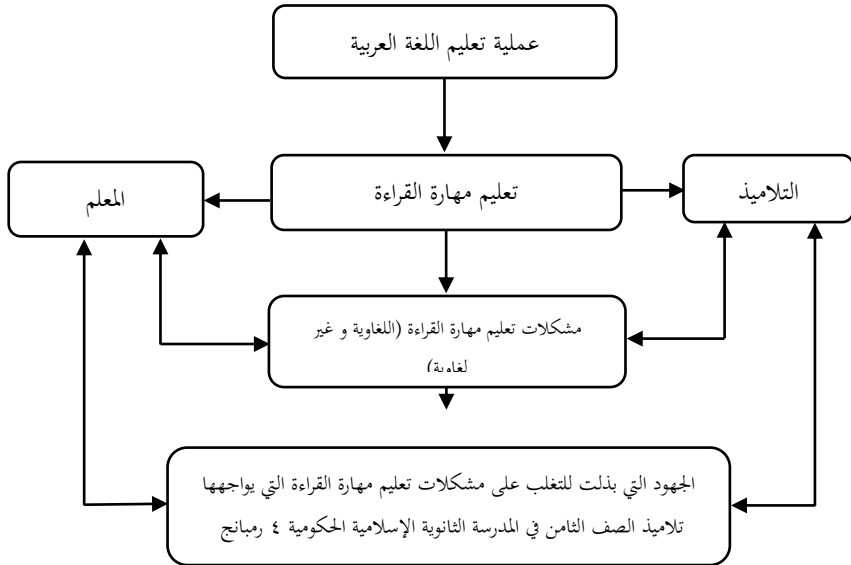 عملية تعليم اللغة العربية
التلاميذ
تعليم مهارة القراءة
المعلم
مشكلات تعليم مهارة القراءة (اللغاوية و غير
لغاوية)
الجهود التي بذلت للتغلب على مشكلات تعليم مهارة القراءة التي يواجهها
تلاميذ الصف الثامن في المدرسة الثانوية الإسلامية الحكومية ٤ رمبانج